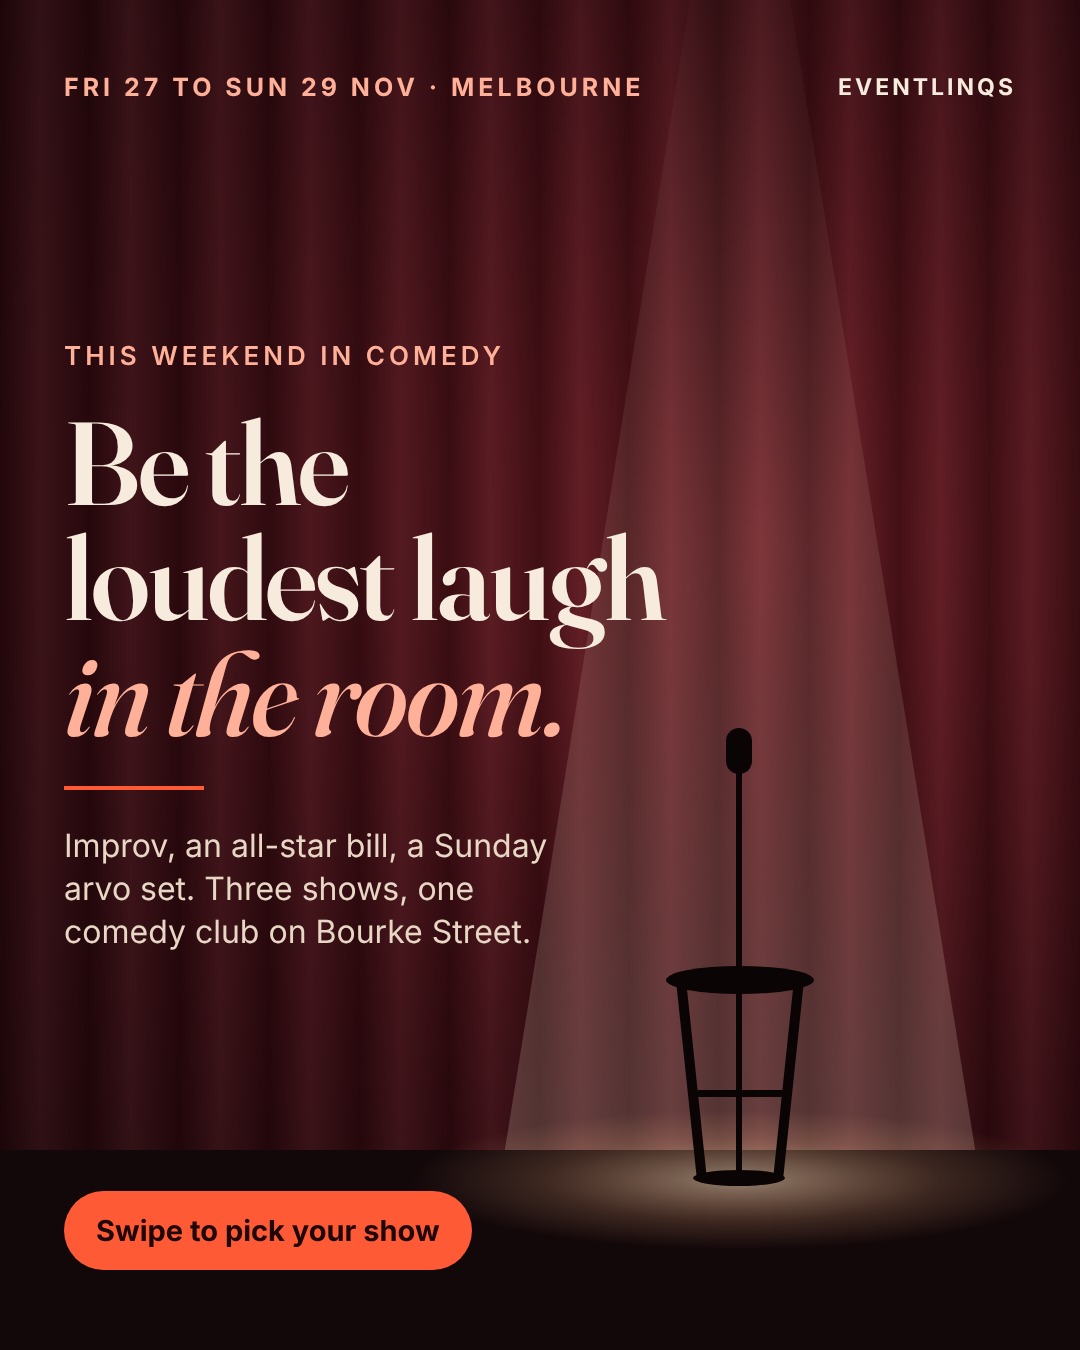 FRI 27 TO SUN 29 NOV · MELBOURNE
EVENTLINQS
THIS WEEKEND IN COMEDY
Be the
loudest laugh
in the room.
Improv, an all-star bill, a Sunday
arvo set. Three shows, one
comedy club on Bourke Street.
Swipe to pick your show